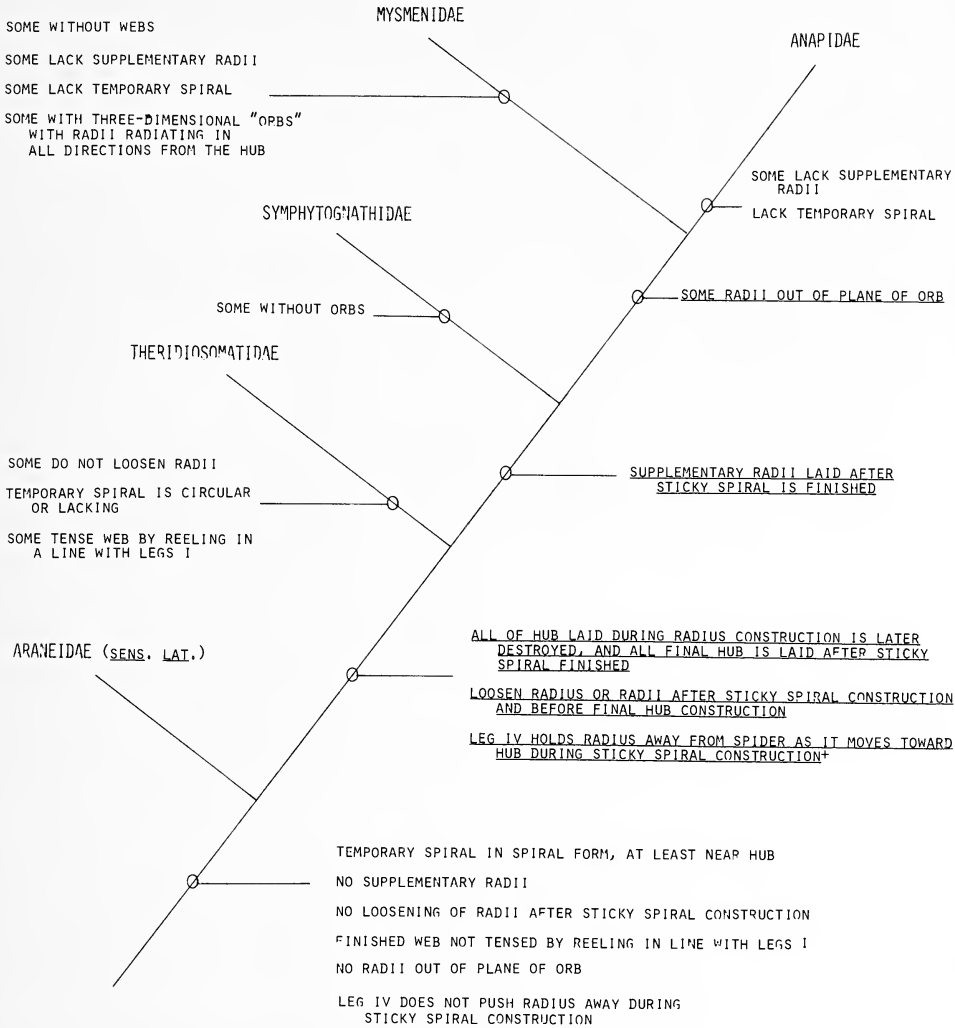 MYSMENIDAE
ANAPIDAE
SOME WITHOUT WEBS
SOME LACK SUPPLEMENTARY RADII
SOME LACK TEMPORARY SPIRAL
SOME WITH THREE-DIMENSIONAL "ORBS"
WITH RADII RADIATING IN
ALL DIRECTIONS FROM THE HUB
SOME LACK SUPPLEMENTARY
RADII
LACK TEMPORARY SPIRAL
SYMPHYTOGNATHIDAE
SOME RADII OUT OF PLANE OF ORB
SOME WITHOUT ORBS
THERIDIOSOMATIDAE
SOME DO NOT LOOSEN RADII
TEMPORARY SPIRAL IS CIRCULAR
OR LACKING
SOME TENSE WEB BY REELING IN
A LINE WITH LEGS I
SUPPLEMENTARY RADII LAID AFTER
STICKY SPIRAL IS FINISHED
ARANEIDAE (SENS. LAT.)
ALL OF HUB LAID DURING RADIUS CONSTRUCTION IS LATER
DESTROYED, AND ALL FINAL HUB IS LAID AFTER STICKY
SPIRAL FINISHED
LOOSEN RADIUS OR RADII AFTER STICKY SPIRAL CONSTRUCTION
AND BEFORE FINAL HUB CONSTRUCTION
LEG IV HOLDS RADIUS AWAY FROM SPIDER AS IT MOVES TOWARD
HUB DURING STICKY SPIRAL CONSTRUCTION+
TEMPORARY SPIRAL IN SPIRAL FORM, AT LEAST NEAR HUB
NO SUPPLEMENTARY RADII
NO LOOSENING OF RADII AFTER STICKY SPIRAL CONSTRUCTION
FINISHED WEB NOT TENSED BY REELING IN LINE WITH LEGS I
NO RADII OUT OF PLANE OF ORB
LEG IV DOES NOT PUSH RADIUS AWAY DURING
STICKY SPIRAL CONSTRUCTION